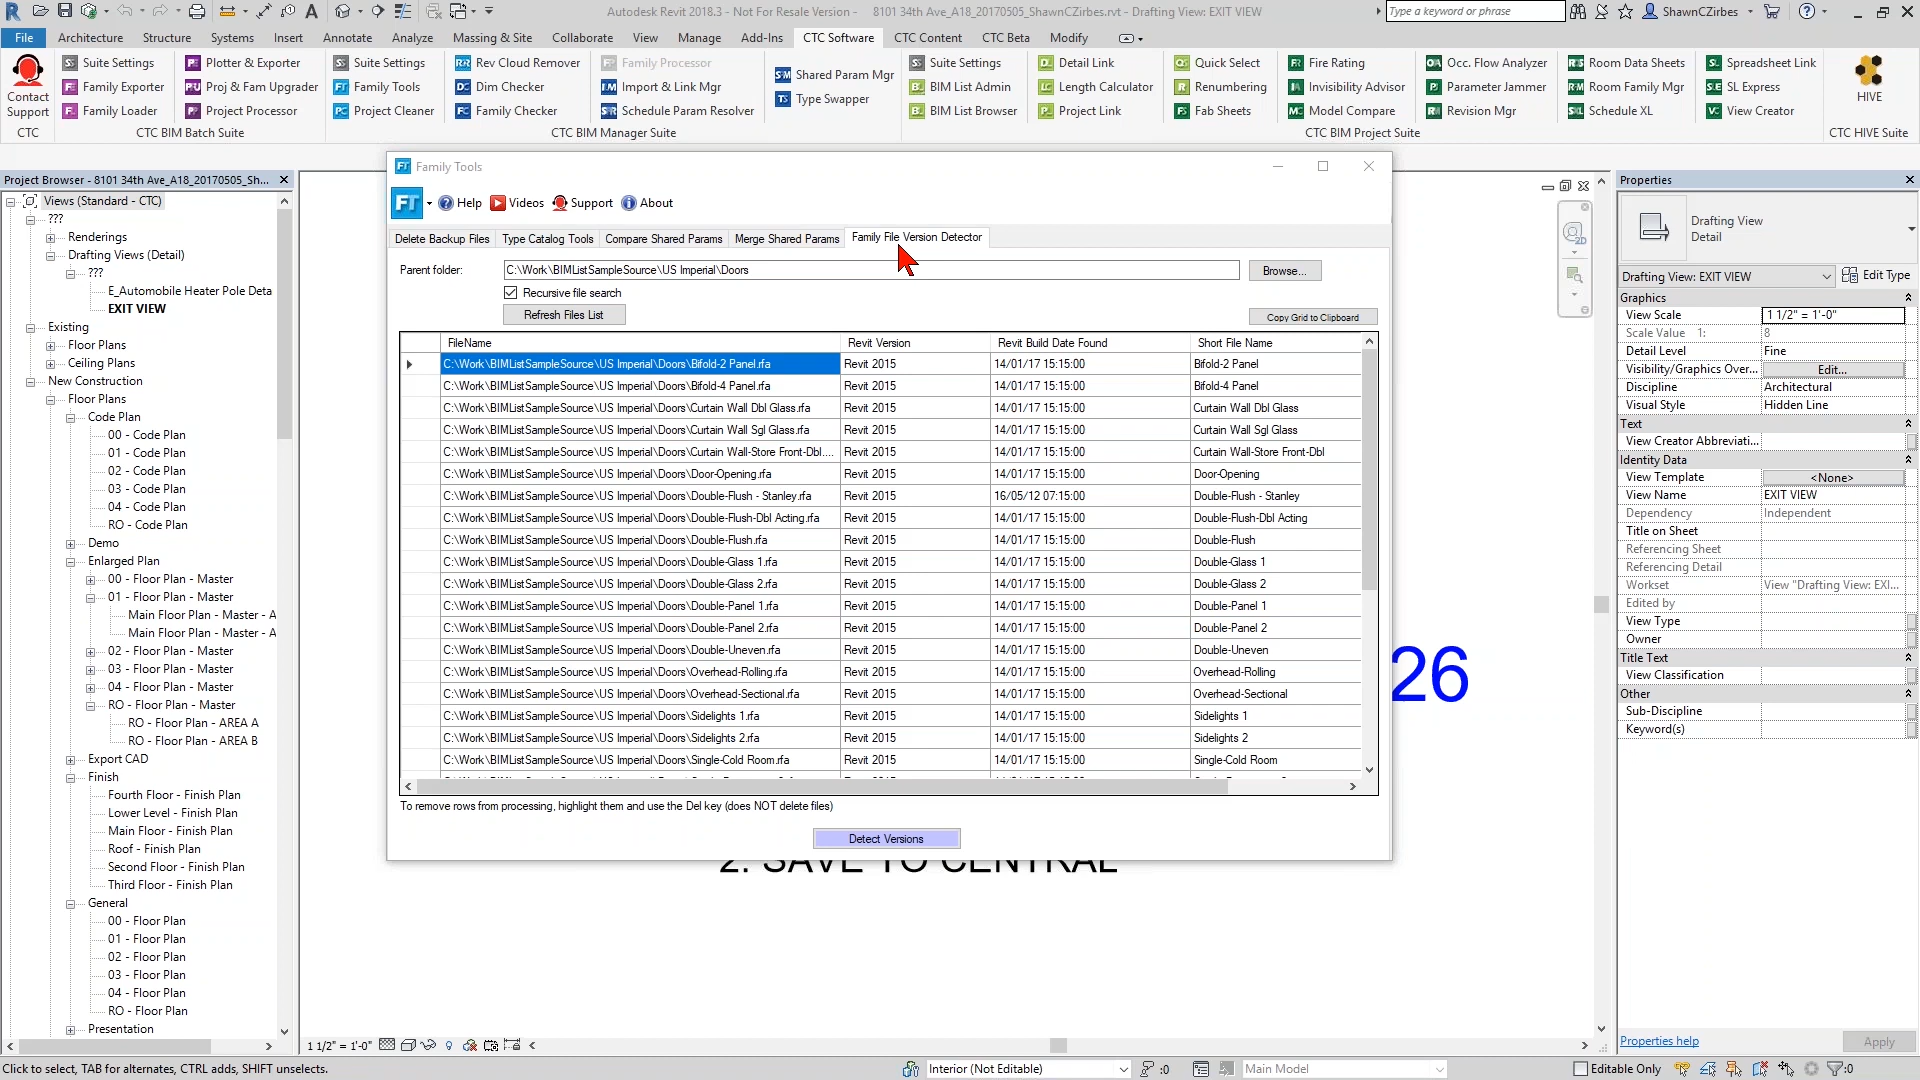 Autodesk Revit 2018.3 - Not For Resale Version - 8101 34th Ave_A18_20170505_ShawnCZirbes.rvt - Drafting View: EXIT VIEW
Type a keyword or phrase
ShawnCZirbes
File Architecture Structure Systems Insert Annotate Analyze Massing & Site Collaborate View Manage Add-Ins CTC Software CTC Content CTC Beta Modify
Suite Settings Plotter & Exporter Suite Settings Rev Cloud Remover Family Processor Suite Settings Detail Link Quick Select Fire Rating Occ. Flow Analyzer Room Data Sheets Spreadsheet Link
Shared Param Mgr
Family Exporter Proj & Fam Upgrader Family Tools Dim Checker Import & Link Mgr BIM List Admin Length Calculator Renumbering Invisibility Advisor Parameter Jammer Room Family Mgr SL Express
Contact Support
Type Swapper
HIVE
Family Loader Project Processor Project Cleaner Family Checker Schedule Param Resolver BIM List Browser Project Link Fab Sheets Model Compare Revision Mgr Schedule XL View Creator
CTC CTC BIM Batch Suite CTC BIM Manager Suite CTC BIM Project Suite CTC HIVE Suite
Project Browser - 8101 34th Ave_A18_20170505_Sh...
Views (Standard - CTC)
???
Renderings
Drafting Views (Detail)
???
E_Automobile Heater Pole Deta
EXIT VIEW
Existing
Floor Plans
Ceiling Plans
New Construction
Floor Plans
Code Plan
00 - Code Plan
01 - Code Plan
02 - Code Plan
03 - Code Plan
04 - Code Plan
RO - Code Plan
Demo
Enlarged Plan
00 - Floor Plan - Master
01 - Floor Plan - Master
Main Floor Plan - Master - A
Main Floor Plan - Master - A
02 - Floor Plan - Master
03 - Floor Plan - Master
04 - Floor Plan - Master
RO - Floor Plan - Master
RO - Floor Plan - AREA A
RO - Floor Plan - AREA B
Export CAD
Finish
Fourth Floor - Finish Plan
Lower Level - Finish Plan
Main Floor - Finish Plan
Roof - Finish Plan
Second Floor - Finish Plan
Third Floor - Finish Plan
General
00 - Floor Plan
01 - Floor Plan
02 - Floor Plan
03 - Floor Plan
04 - Floor Plan
RO - Floor Plan
Presentation
FT Family Tools
FT Help Videos Support About
Delete Backup Files Type Catalog Tools Compare Shared Params Merge Shared Params Family File Version Detector
Parent folder: C:\Work\BIMListSampleSource\US Imperial\Doors Browse...
Recursive file search
Refresh Files List Copy Grid to Clipboard
FileName Revit Version Revit Build Date Found Short File Name
C:\Work\BIMListSampleSource\US Imperial\Doors\Bifold-2 Panel.rfa Revit 2015 14/01/17 15:15:00 Bifold-2 Panel
C:\Work\BIMListSampleSource\US Imperial\Doors\Bifold-4 Panel.rfa Revit 2015 14/01/17 15:15:00 Bifold-4 Panel
C:\Work\BIMListSampleSource\US Imperial\Doors\Curtain Wall Dbl Glass.rfa Revit 2015 14/01/17 15:15:00 Curtain Wall Dbl Glass
C:\Work\BIMListSampleSource\US Imperial\Doors\Curtain Wall Sgl Glass.rfa Revit 2015 14/01/17 15:15:00 Curtain Wall Sgl Glass
C:\Work\BIMListSampleSource\US Imperial\Doors\Curtain Wall-Store Front-Dbl.... Revit 2015 14/01/17 15:15:00 Curtain Wall-Store Front-Dbl
C:\Work\BIMListSampleSource\US Imperial\Doors\Door-Opening.rfa Revit 2015 14/01/17 15:15:00 Door-Opening
C:\Work\BIMListSampleSource\US Imperial\Doors\Double-Flush - Stanley.rfa Revit 2015 16/05/12 07:15:00 Double-Flush - Stanley
C:\Work\BIMListSampleSource\US Imperial\Doors\Double-Flush-Dbl Acting.rfa Revit 2015 14/01/17 15:15:00 Double-Flush-Dbl Acting
C:\Work\BIMListSampleSource\US Imperial\Doors\Double-Flush.rfa Revit 2015 14/01/17 15:15:00 Double-Flush
C:\Work\BIMListSampleSource\US Imperial\Doors\Double-Glass 1.rfa Revit 2015 14/01/17 15:15:00 Double-Glass 1
C:\Work\BIMListSampleSource\US Imperial\Doors\Double-Glass 2.rfa Revit 2015 14/01/17 15:15:00 Double-Glass 2
C:\Work\BIMListSampleSource\US Imperial\Doors\Double-Panel 1.rfa Revit 2015 14/01/17 15:15:00 Double-Panel 1
C:\Work\BIMListSampleSource\US Imperial\Doors\Double-Panel 2.rfa Revit 2015 14/01/17 15:15:00 Double-Panel 2
C:\Work\BIMListSampleSource\US Imperial\Doors\Double-Uneven.rfa Revit 2015 14/01/17 15:15:00 Double-Uneven
C:\Work\BIMListSampleSource\US Imperial\Doors\Overhead-Rolling.rfa Revit 2015 14/01/17 15:15:00 Overhead-Rolling
C:\Work\BIMListSampleSource\US Imperial\Doors\Overhead-Sectional.rfa Revit 2015 14/01/17 15:15:00 Overhead-Sectional
C:\Work\BIMListSampleSource\US Imperial\Doors\Sidelights 1.rfa Revit 2015 14/01/17 15:15:00 Sidelights 1
C:\Work\BIMListSampleSource\US Imperial\Doors\Sidelights 2.rfa Revit 2015 14/01/17 15:15:00 Sidelights 2
C:\Work\BIMListSampleSource\US Imperial\Doors\Single-Cold Room.rfa Revit 2015 14/01/17 15:15:00 Single-Cold Room
To remove rows from processing, highlight them and use the Del key (does NOT delete files)
Detect Versions
26
2. SAVE TO CENTRAL
1 1/2" = 1'-0"
Properties
Drafting View
Detail
Drafting View: EXIT VIEW Edit Type
Graphics
View Scale 1 1/2" = 1'-0"
Scale Value 1: 8
Detail Level Fine
Visibility/Graphics Over... Edit...
Discipline Architectural
Visual Style Hidden Line
Text
View Creator Abbreviati...
Identity Data
View Template <None>
View Name EXIT VIEW
Dependency Independent
Title on Sheet
Referencing Sheet
Referencing Detail
Workset View "Drafting View: EXI...
Edited by
View Type
Owner
Title Text
View Classification
Other
Sub-Discipline
Keyword(s)
Properties help Apply
Click to select, TAB for alternates, CTRL adds, SHIFT unselects. Interior (Not Editable) :0 Main Model Editable Only :0